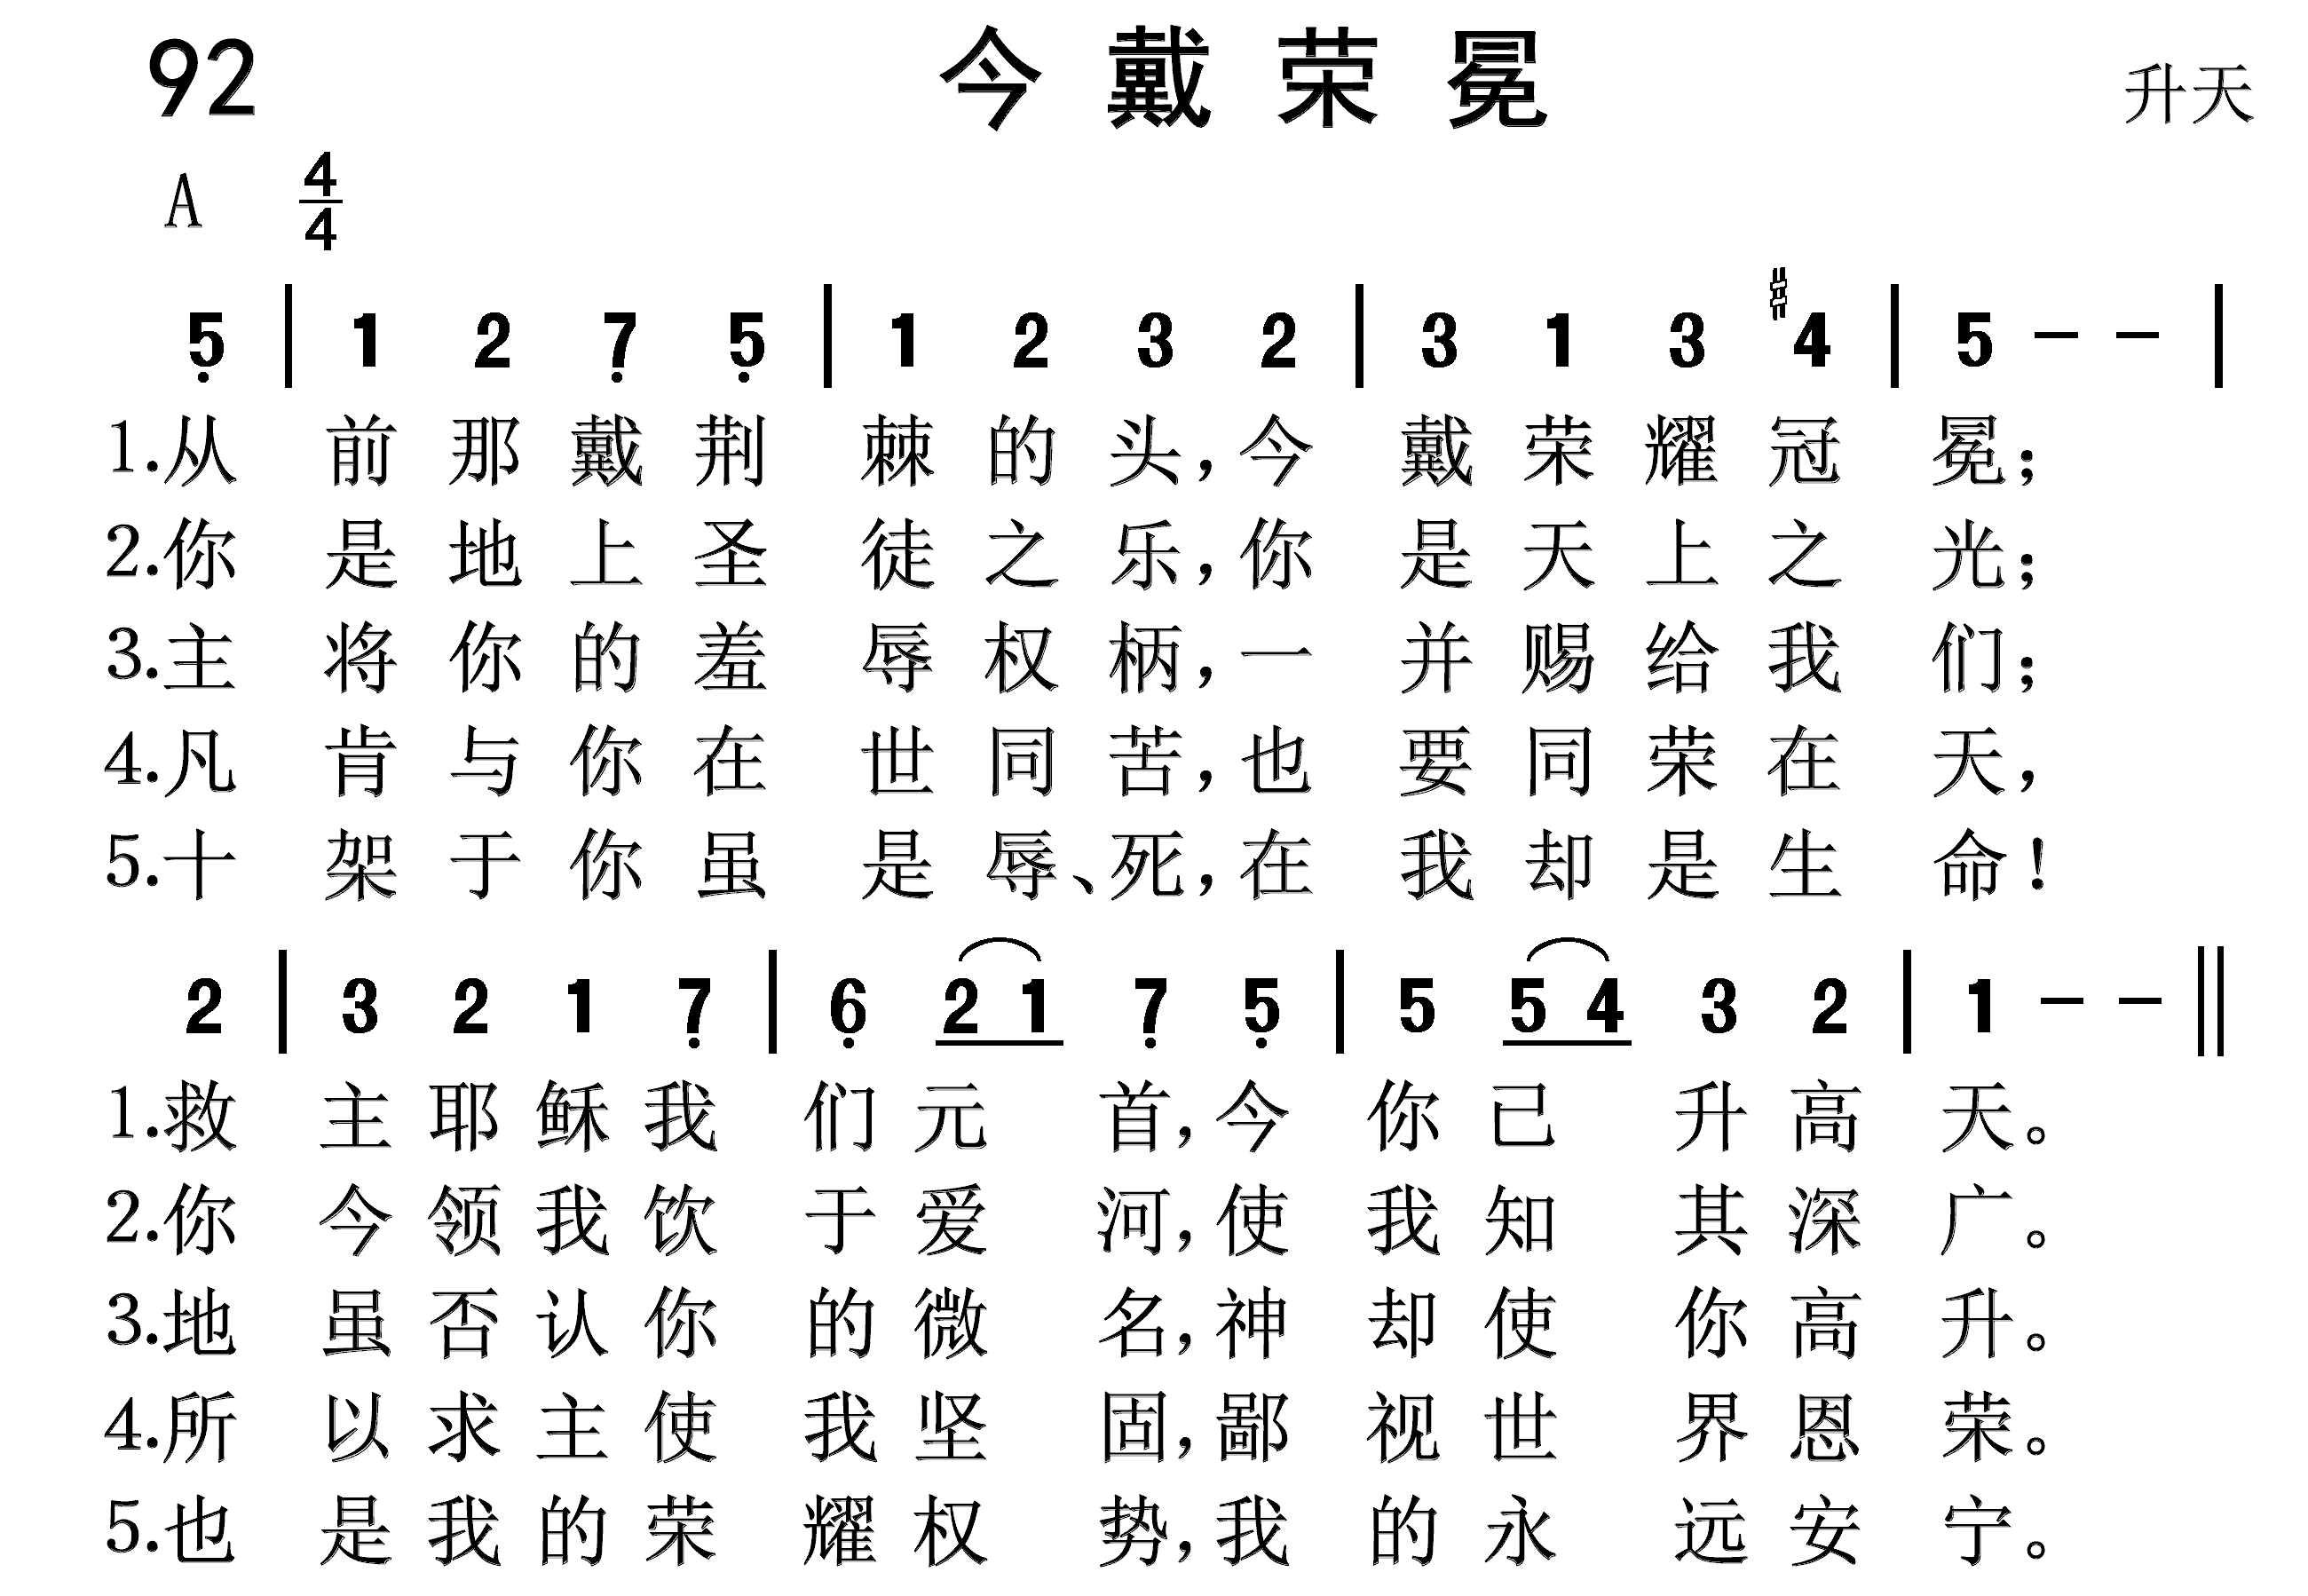 92 今戴荣冕 升天
A 4/4
5̣ | 1 2 7̣ 5̣ | 1 2 3 2 | 3 1 3 #4 | 5 - - |
1.从前那戴荆棘的头,今戴荣耀冠冕;
2.你是地上圣徒之乐,你是天上之光;
3.主将你的羞辱权柄,一并赐给我们;
4.凡肯与你在世同苦,也要同荣在天,
5.十架于你虽是辱、死,在我却是生命!
2 | 3 2 1 7̣ | 6̣ 2 1 7̣ 5̣ | 5 5 4 3 2 | 1 - - ‖
1.救主耶稣我们元首,今你已升高天。
2.你今领我饮于爱河,使我知其深广。
3.地虽否认你的微名,神却使你高升。
4.所以求主使我坚固,鄙视世界恩荣。
5.也是我的荣耀权势,我的永远安宁。